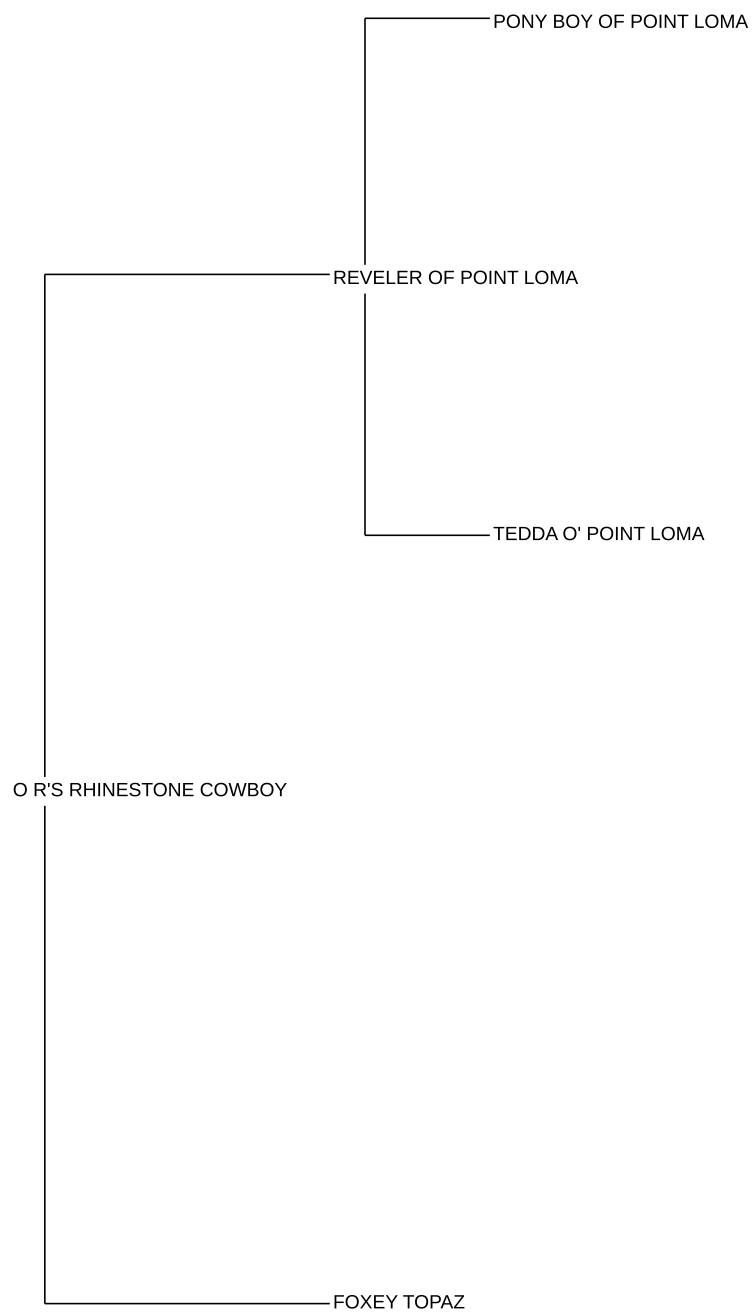 PONY BOY OF POINT LOMA
REVELER OF POINT LOMA
TEDDA O' POINT LOMA
O R'S RHINESTONE COWBOY
FOXEY TOPAZ